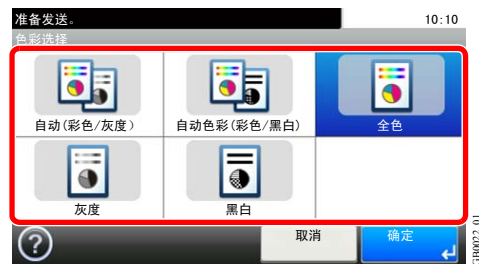 准备发送。 10:10
色彩选择
自动(彩色/灰度) 自动色彩(彩色/黑白) 全色
灰度 黑白
? 取消 确定
GB0022_01